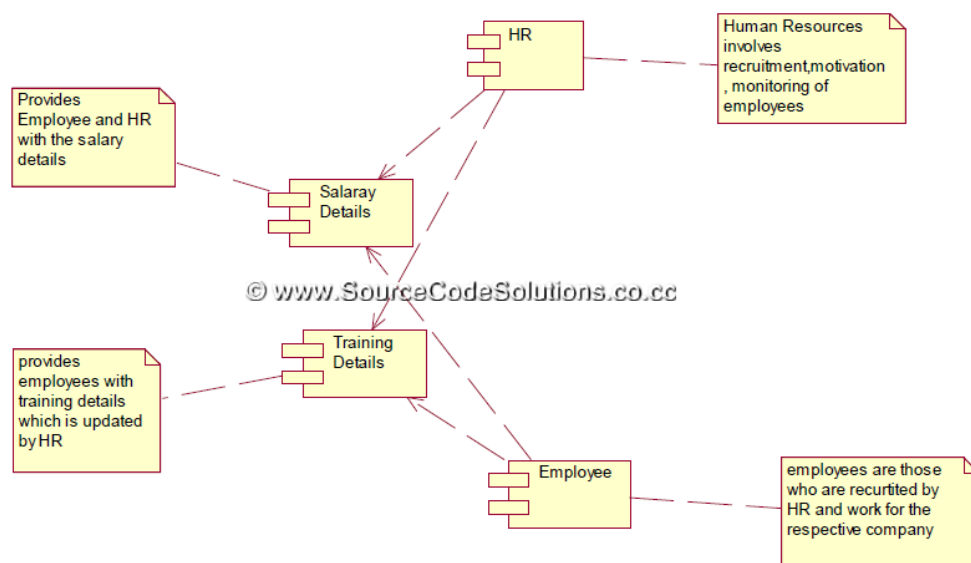 HR
Human Resources
involves
recruitment,motivation
, monitoring of
employees
Provides
Employee and HR
with the salary
details
Salaray
Details
© www.SourceCodeSolutions.co.cc
Training
Details
provides
employees with
training details
which is updated
by HR
Employee
employees are those
who are recurtited by
HR and work for the
respective company